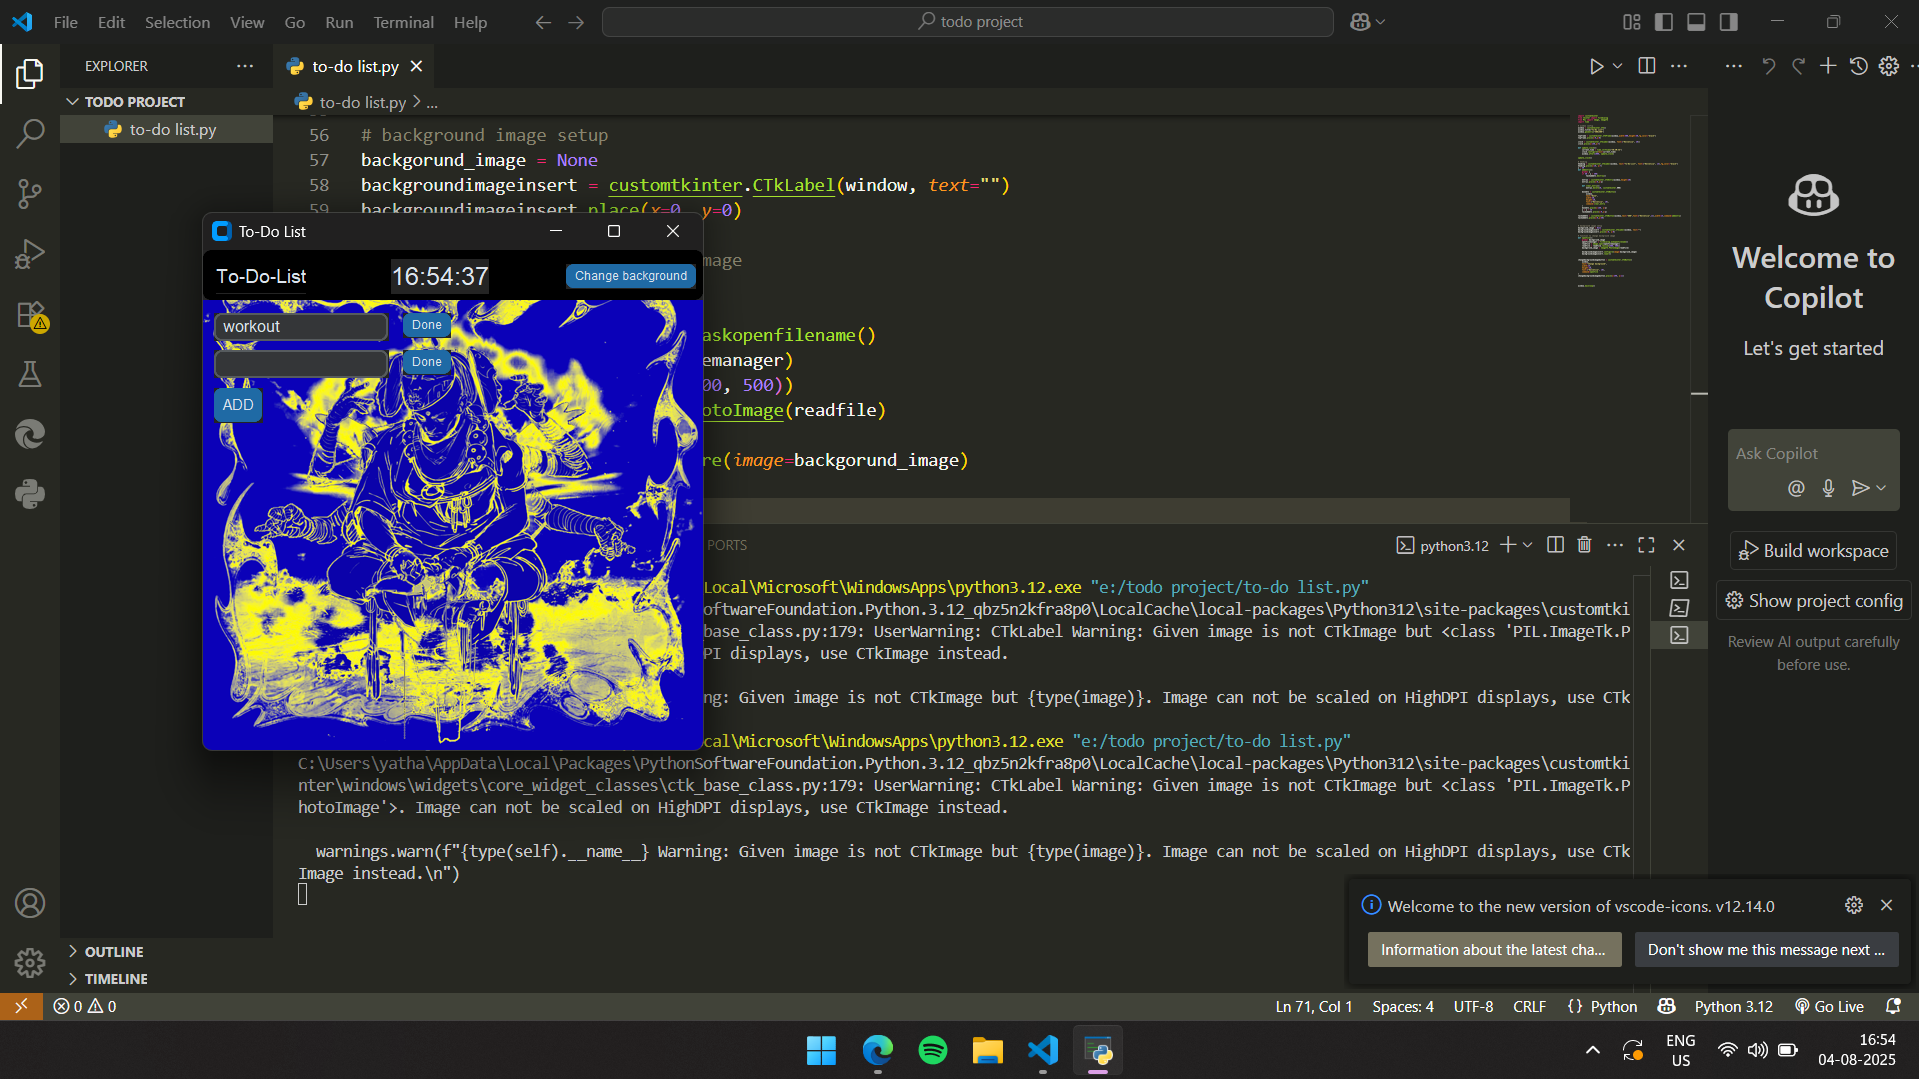 File Edit Selection View Go Run Terminal Help
todo project
EXPLORER
to-do list.py
TODO PROJECT
to-do list.py
to-do list.py > ...
56 # background image setup
57 backgorund_image = None
58 backgroundimageinsert = customtkinter.CTkLabel(window, text="")
59 backgroundimageinsert.place(x=0, y=0)
To-Do List
To-Do-List
16:54:37
Change background
mage
workout
Done
askopenfilename()
Done
emanager)
00, 500))
ADD
otoImage(readfile)
re(image=backgorund_image)
PORTS
python3.12
Local\Microsoft\WindowsApps\python3.12.exe "e:/todo project/to-do list.py"
oftwareFoundation.Python.3.12_qbz5n2kfra8p0\LocalCache\local-packages\Python312\site-packages\customtki
base_class.py:179: UserWarning: CTkLabel Warning: Given image is not CTkImage but <class 'PIL.ImageTk.P
PI displays, use CTkImage instead.
ng: Given image is not CTkImage but {type(image)}. Image can not be scaled on HighDPI displays, use CTk
cal\Microsoft\WindowsApps\python3.12.exe "e:/todo project/to-do list.py"
C:\Users\yatha\AppData\Local\Packages\PythonSoftwareFoundation.Python.3.12_qbz5n2kfra8p0\LocalCache\local-packages\Python312\site-packages\customtki
nter\windows\widgets\core_widget_classes\ctk_base_class.py:179: UserWarning: CTkLabel Warning: Given image is not CTkImage but <class 'PIL.ImageTk.P
hotoImage'>. Image can not be scaled on HighDPI displays, use CTkImage instead.
warnings.warn(f"{type(self).__name__} Warning: Given image is not CTkImage but {type(image)}. Image can not be scaled on HighDPI displays, use CTk
Image instead.\n")
Welcome to
Copilot
Let's get started
Ask Copilot
Build workspace
Show project config
Review AI output carefully
before use.
Welcome to the new version of vscode-icons. v12.14.0
Information about the latest cha...
Don't show me this message next ...
OUTLINE
TIMELINE
0 0
Ln 71, Col 1
Spaces: 4
UTF-8
CRLF
{} Python
Python 3.12
Go Live
ENG
US
16:54
04-08-2025